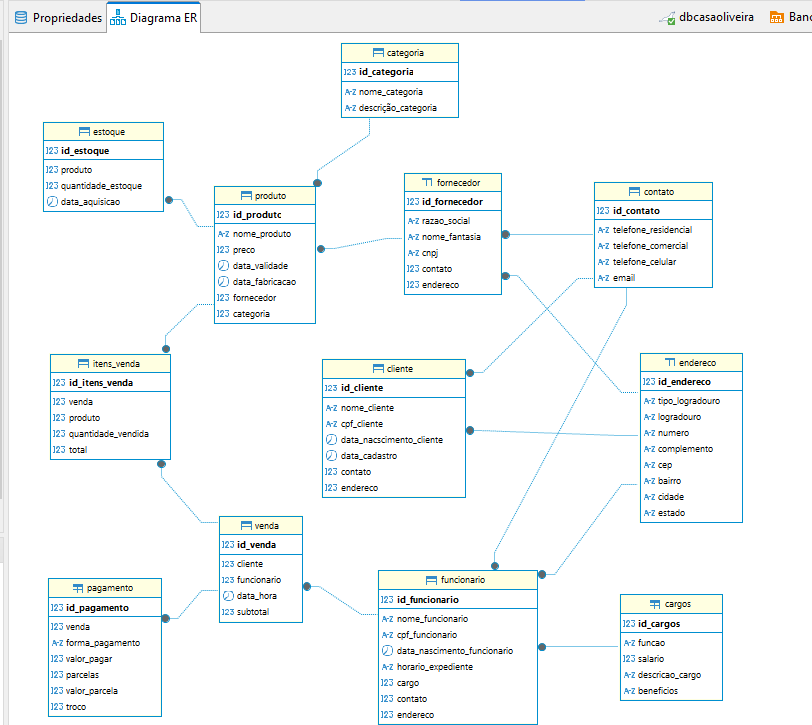 Propriedades
Diagrama ER
dbcasaoliveira
Banc
categoria
123 id_categoria
A-Z nome_categoria
A-Z descrição_categoria
estoque
123 id_estoque
123 produto
123 quantidade_estoque
data_aquisicao
produto
123 id_produto
A-Z nome_produto
123 preco
data_validade
data_fabricacao
123 fornecedor
123 categoria
fornecedor
123 id_fornecedor
A-Z razao_social
A-Z nome_fantasia
A-Z cnpj
123 contato
123 endereco
contato
123 id_contato
A-Z telefone_residencial
A-Z telefone_comercial
A-Z telefone_celular
A-Z email
itens_venda
123 id_itens_venda
123 venda
123 produto
123 quantidade_vendida
123 total
cliente
123 id_cliente
A-Z nome_cliente
A-Z cpf_cliente
data_nacscimento_cliente
data_cadastro
123 contato
123 endereco
endereco
123 id_endereco
A-Z tipo_logradouro
A-Z logradouro
A-Z numero
A-Z complemento
A-Z cep
A-Z bairro
A-Z cidade
A-Z estado
venda
123 id_venda
123 cliente
123 funcionario
data_hora
123 subtotal
pagamento
123 id_pagamento
123 venda
A-Z forma_pagamento
123 valor_pagar
123 parcelas
123 valor_parcela
123 troco
funcionario
123 id_funcionario
A-Z nome_funcionario
A-Z cpf_funcionario
data_nascimento_funcionario
A-Z horario_expediente
123 cargo
123 contato
123 endereco
cargos
123 id_cargos
A-Z funcao
123 salario
A-Z descricao_cargo
A-Z beneficios